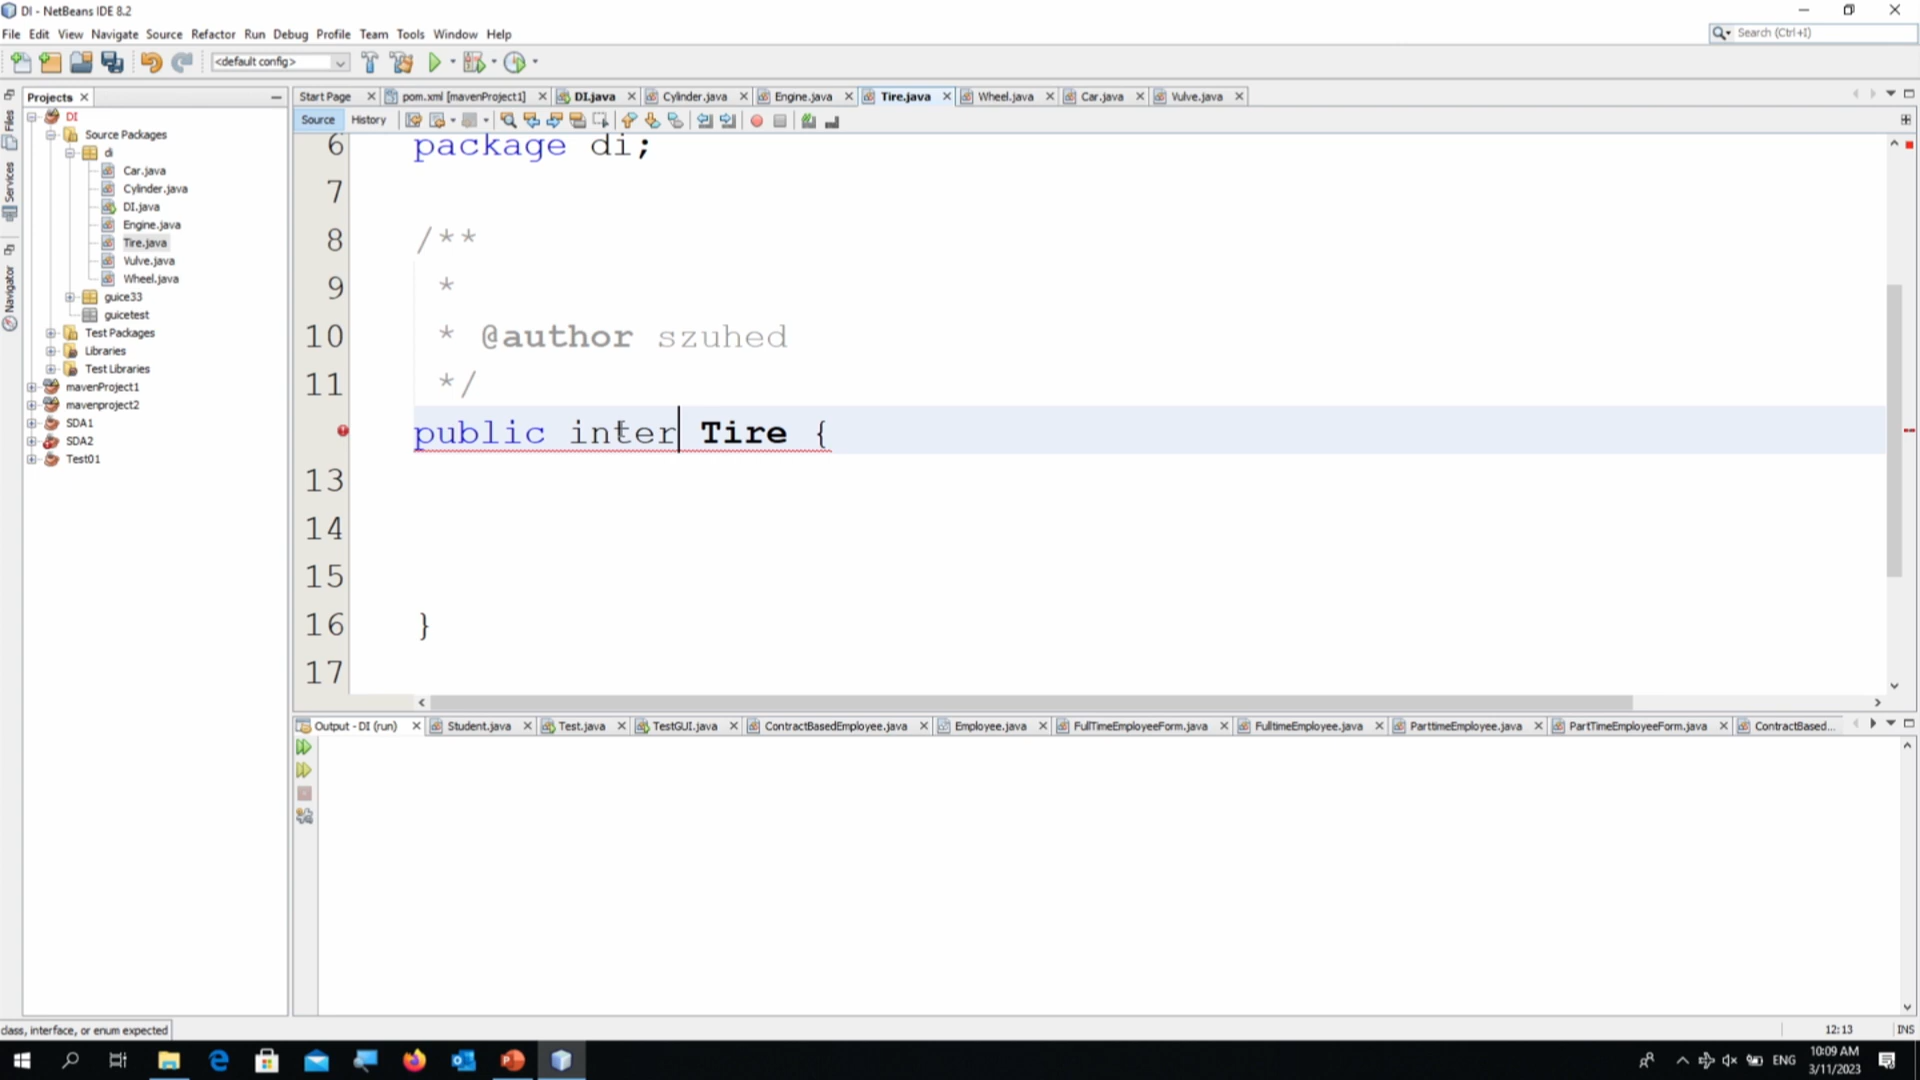 DI - NetBeans IDE 8.2
File Edit View Navigate Source Refactor Run Debug Profile Team Tools Window Help
Search (Ctrl+I)
<default config>
Projects
Files
Services
Navigator
DI
Source Packages
di
Car.java
Cylinder.java
DI.java
Engine.java
Tire.java
Vulve.java
Wheel.java
guice33
guicetest
Test Packages
Libraries
Test Libraries
mavenProject1
mavenproject2
SDA1
SDA2
Test01
Start Page pom.xml [mavenProject1] DI.java Cylinder.java Engine.java Tire.java Wheel.java Car.java Vulve.java
Source History
6 package di;
7
8 /**
9 *
10 * @author szuhed
11 */
public inter Tire {
13
14
15
16 }
17
Output - DI (run) Student.java Test.java TestGUI.java ContractBasedEmployee.java Employee.java FullTimeEmployeeForm.java FulltimeEmployee.java ParttimeEmployee.java PartTimeEmployeeForm.java ContractBased...
class, interface, or enum expected
12:13 INS
ENG
10:09 AM
3/11/2023